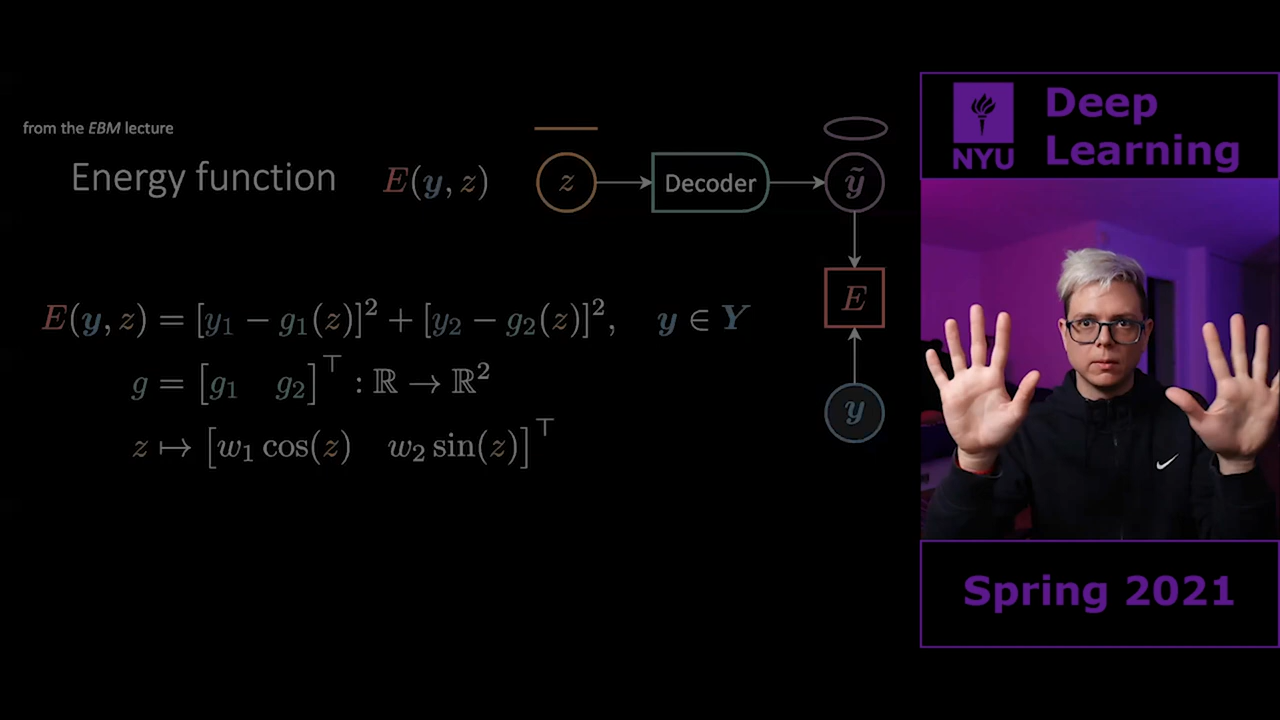 from the EBM lecture
Energy function E(y, z)
z
Decoder
ỹ
E(y, z) = [y₁ − g₁(z)]² + [y₂ − g₂(z)]², y ∈ Y
E
g = [g₁ g₂]⊤ : ℝ → ℝ²
y
z ↦ [w₁ cos(z) w₂ sin(z)]⊤
NYU
Deep
Learning
Spring 2021